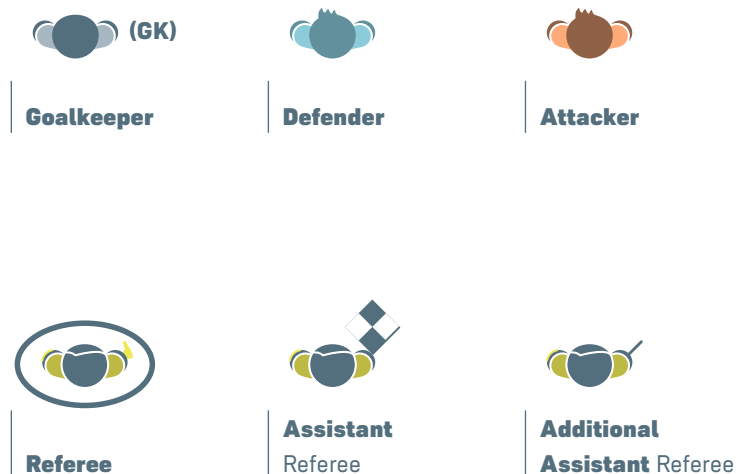 (GK)
Goalkeeper
Defender
Attacker
Referee
Assistant
Referee
Additional
Assistant Referee